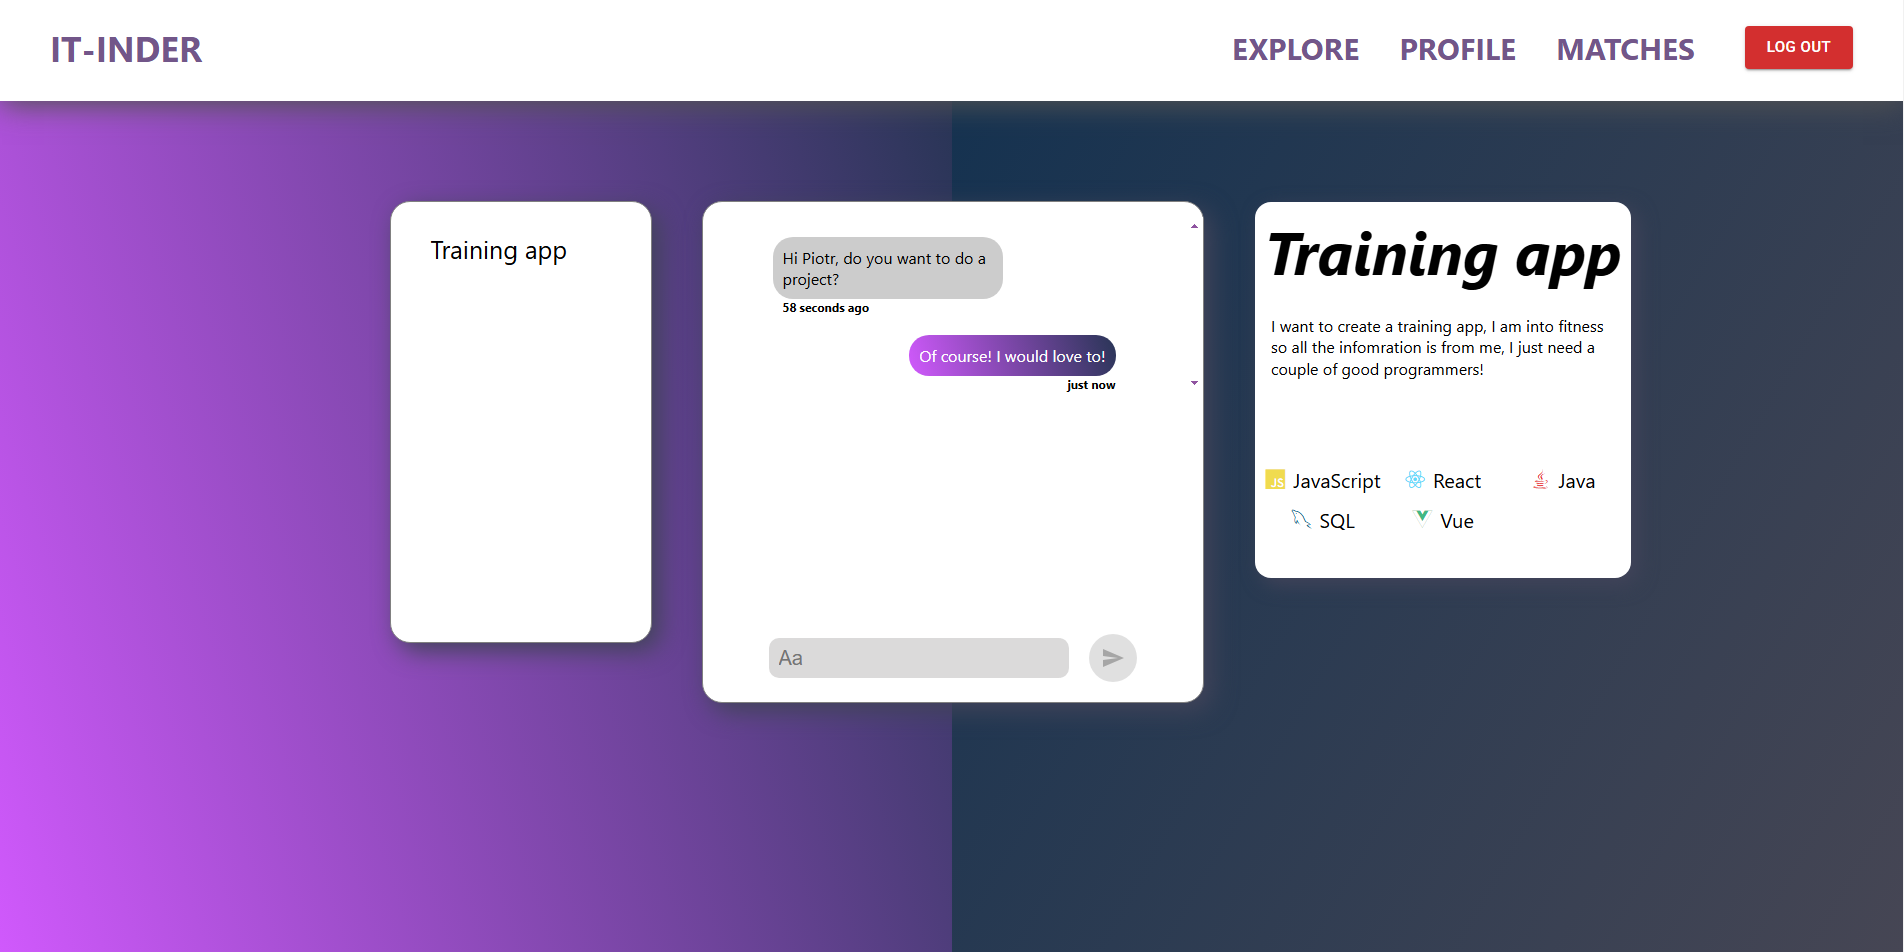 IT-INDER
EXPLORE
PROFILE
MATCHES
LOG OUT
Training app
Hi Piotr, do you want to do a
project?
58 seconds ago
Of course! I would love to!
just now
Aa
Training app
I want to create a training app, I am into fitness
so all the infomration is from me, I just need a
couple of good programmers!
JS JavaScript
React
Java
SQL
Vue